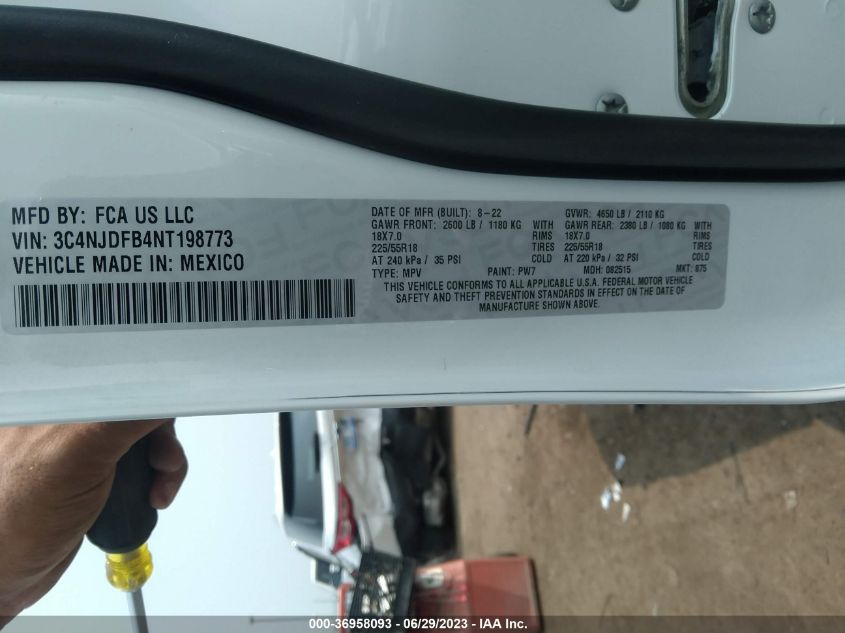 MFD BY: FCA US LLC
VIN: 3C4NJDFB4NT198773
VEHICLE MADE IN: MEXICO
DATE OF MFR (BUILT): 8-22 GVWR: 4650 LB / 2110 KG
GAWR FRONT: 2600 LB / 1180 KG WITH GAWR REAR: 2380 LB / 1080 KG WITH
18X7.0 RIMS 18X7.0 RIMS
225/55R18 TIRES 225/55R18 TIRES
AT 240 kPa / 35 PSI COLD AT 220 kPa / 32 PSI COLD
TYPE: MPV PAINT: PW7 MDH: 082515 MKT: 875
THIS VEHICLE CONFORMS TO ALL APPLICABLE U.S.A. FEDERAL MOTOR VEHICLE
SAFETY AND THEFT PREVENTION STANDARDS IN EFFECT ON THE DATE OF
MANUFACTURE SHOWN ABOVE.
000-36958093 - 06/29/2023 - IAA Inc.